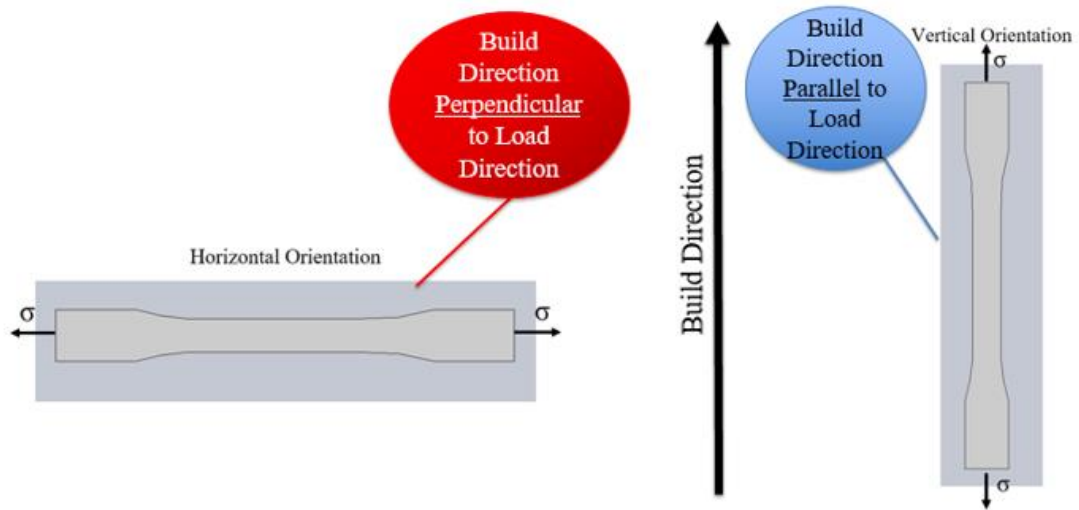 Build
Direction
Perpendicular
to Load
Direction
Horizontal Orientation
σ
σ
Build Direction
Build
Direction
Parallel to
Load
Direction
Vertical Orientation
σ
σ